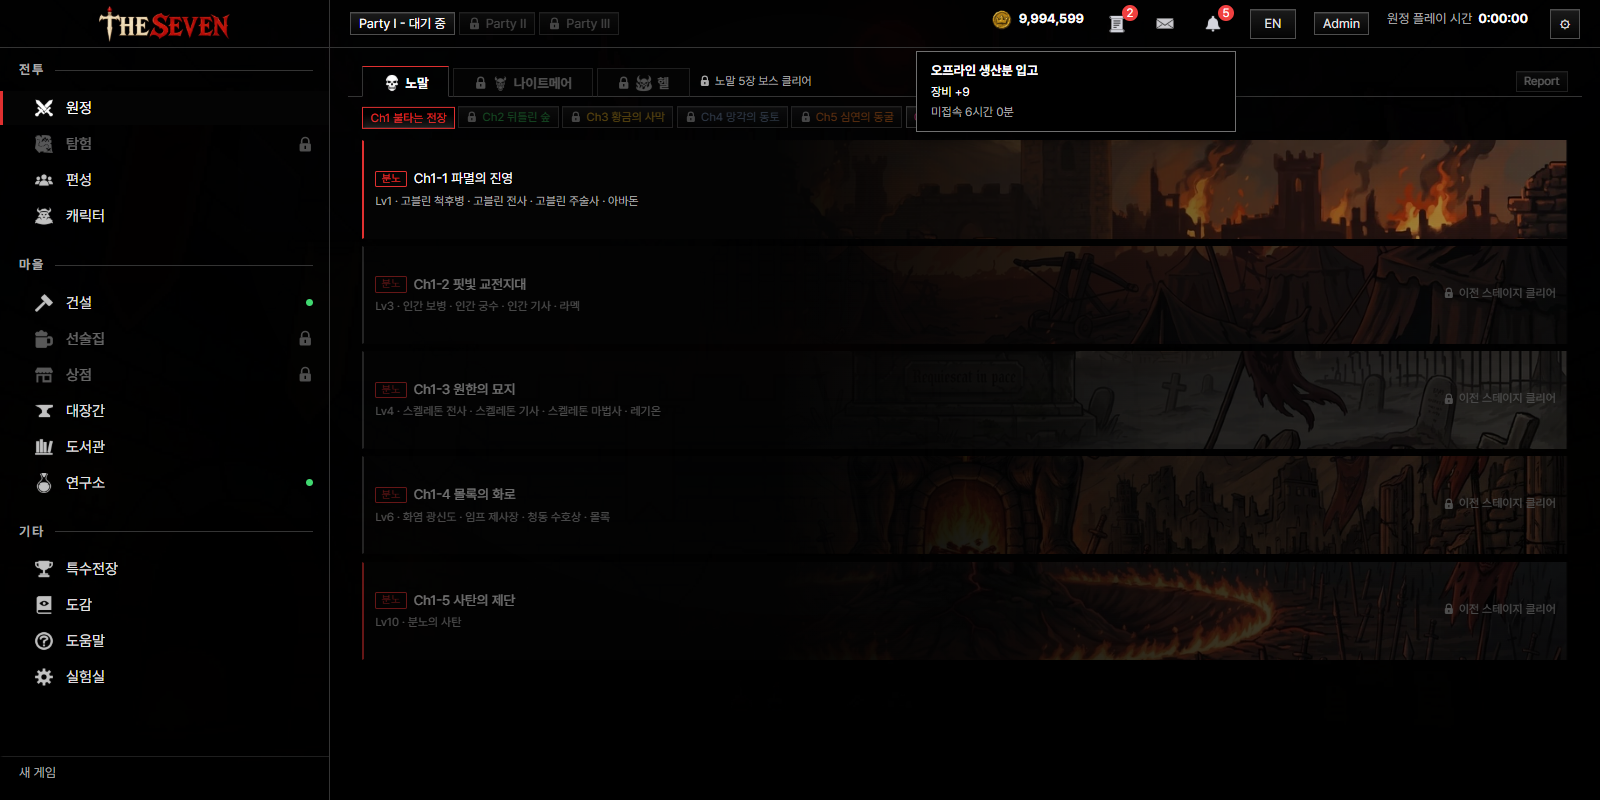 THE SEVEN
Party I - 대기 중
Party II
Party III
9,994,599
2
5
EN
Admin
원정 플레이 시간 0:00:00
전투
원정
탐험
편성
캐릭터
마을
건설
선술집
상점
대장간
도서관
연구소
기타
특수전장
도감
도움말
실험실
새 게임
노말
나이트메어
헬
노말 5장 보스 클리어
오프라인 생산분 입고
장비 +9
미접속 6시간 0분
Report
Ch1 불타는 전장
Ch2 뒤틀린 숲
Ch3 황금의 사막
Ch4 망각의 동토
Ch5 심연의 동굴
분노 Ch1-1 파멸의 진영
Lv1 · 고블린 척후병 · 고블린 전사 · 고블린 주술사 · 아바돈
분노 Ch1-2 핏빛 교전지대
Lv3 · 인간 보병 · 인간 궁수 · 인간 기사 · 라멕
이전 스테이지 클리어
분노 Ch1-3 원한의 묘지
Lv4 · 스켈레톤 전사 · 스켈레톤 기사 · 스켈레톤 마법사 · 레기온
이전 스테이지 클리어
분노 Ch1-4 몰록의 화로
Lv6 · 화염 광신도 · 임프 제사장 · 청동 수호상 · 몰록
이전 스테이지 클리어
분노 Ch1-5 사탄의 제단
Lv10 · 분노의 사탄
이전 스테이지 클리어